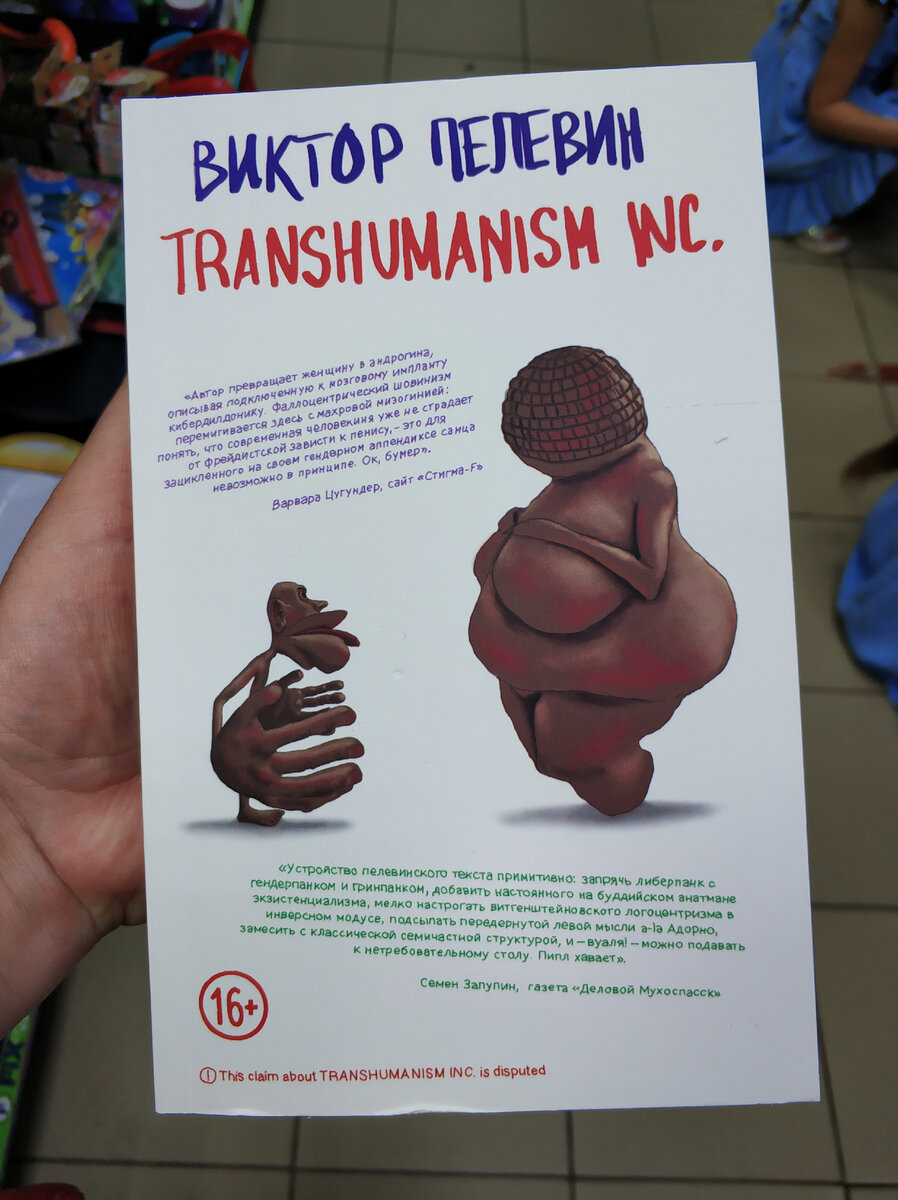 ВИКТОР ПЕЛЕВИН
TRANSHUMANISM INC.
«Автор превращает женщину в андрогина,
описывая подключенную к мозговому импланту
кибердилдонику. Фаллоцентрический шовинизм
перемигивается здесь с махровой мизогинией:
понять, что современная человекиня уже не страдает
от фрейдистской зависти к пенису, – это для
зацикленного на своем гендерном аппендиксе самца
невозможно в принципе. Ок, бумер».
Варвара Цугундер, сайт «Стигма-F»
«Устройство пелевинского текста примитивно: запрячь либерпанк с
гендерпанком и гринпанком, добавить настоянного на буддийском анатмане
экзистенциализма, мелко настрогать витгенштейновского логоцентризма в
инверсном модусе, подсыпать передернутой левой мысли a-la Адорно,
замесить с классической семичастной структурой, и – вуаля! – можно подавать
к нетребовательному столу. Пипл хавает».
Семен Залупин, газета «Деловой Мухоспасск»
16+
! This claim about TRANSHUMANISM INC. is disputed
FIX